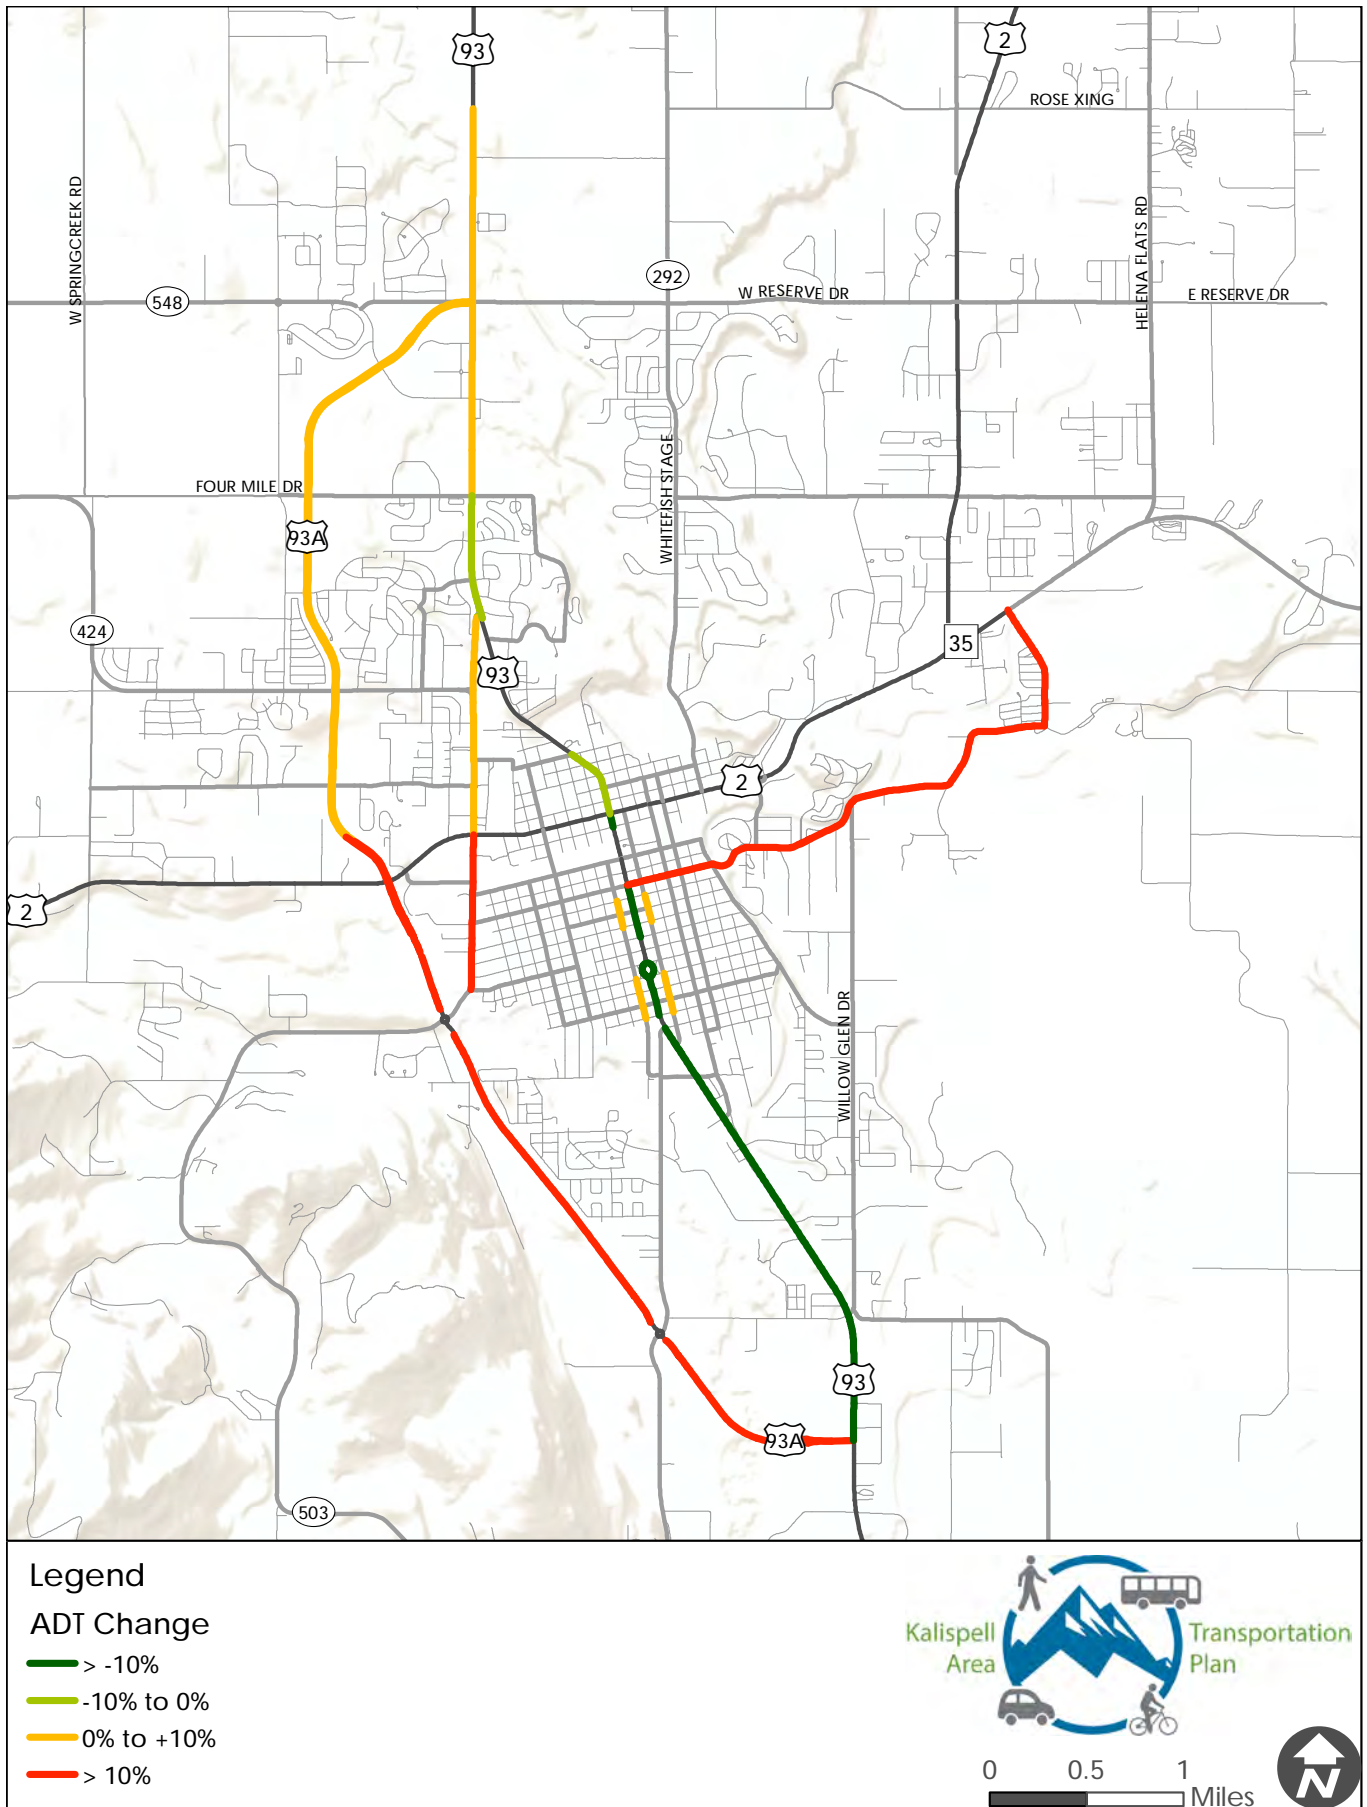 93
2
ROSE XING
W SPRINGCREEK RD
HELENA FLATS RD
292
548
W RESERVE DR
E RESERVE DR
WHITEFISH STAGE
FOUR MILE DR
93A
424
35
93
2
2
WILLOW GLEN DR
93
93A
503
Legend
ADT Change
> -10%
-10% to 0%
0% to +10%
> 10%
Kalispell Transportation
Area Plan
0 0.5 1
Miles
N